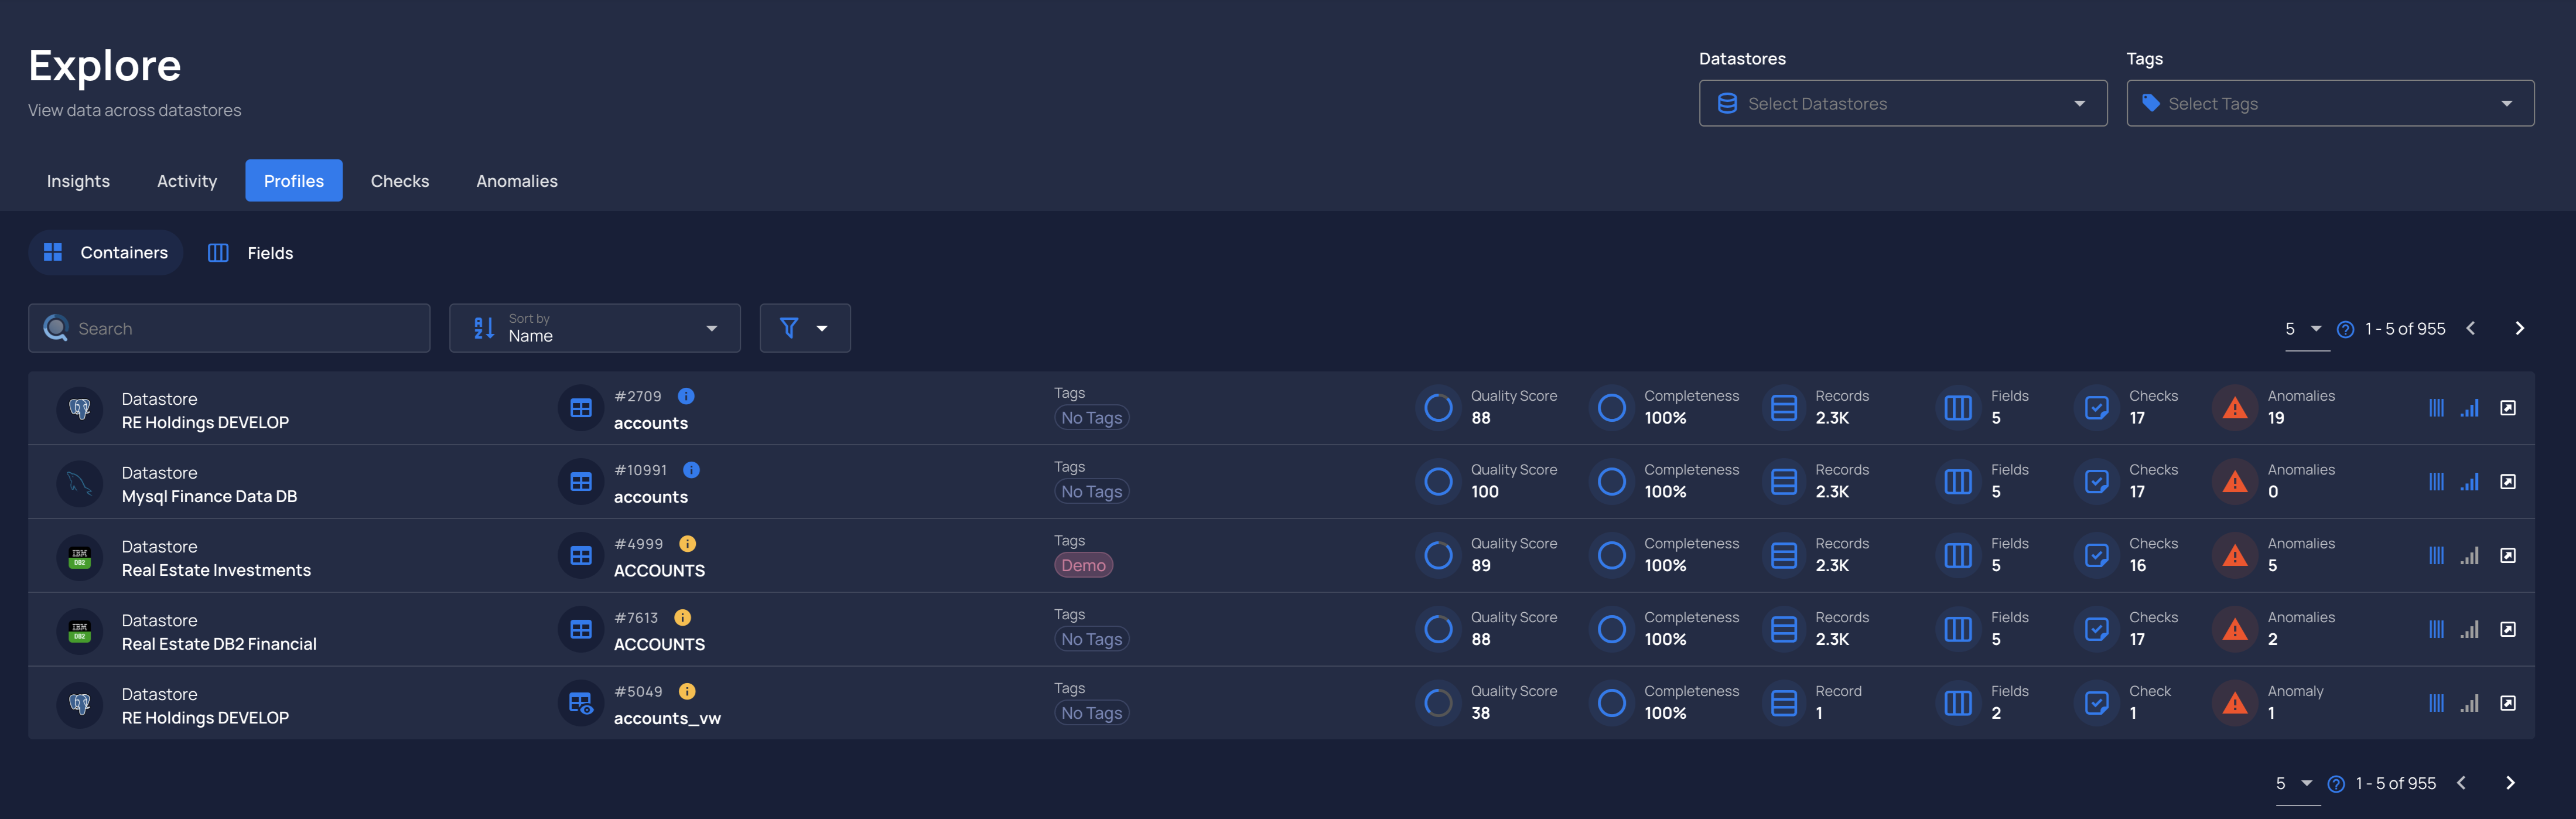 Explore
View data across datastores
Datastores
Select Datastores
Tags
Select Tags
Insights Activity Profiles Checks Anomalies
Containers Fields
Search
Sort by
Name
5 1 - 5 of 955
Datastore
RE Holdings DEVELOP
#2709
accounts
Tags
No Tags
Quality Score
88
Completeness
100%
Records
2.3K
Fields
5
Checks
17
Anomalies
19
Datastore
Mysql Finance Data DB
#10991
accounts
Tags
No Tags
Quality Score
100
Completeness
100%
Records
2.3K
Fields
5
Checks
17
Anomalies
0
IBM
DB2
Datastore
Real Estate Investments
#4999
ACCOUNTS
Tags
Demo
Quality Score
89
Completeness
100%
Records
2.3K
Fields
5
Checks
16
Anomalies
5
IBM
DB2
Datastore
Real Estate DB2 Financial
#7613
ACCOUNTS
Tags
No Tags
Quality Score
88
Completeness
100%
Records
2.3K
Fields
5
Checks
17
Anomalies
2
Datastore
RE Holdings DEVELOP
#5049
accounts_vw
Tags
No Tags
Quality Score
38
Completeness
100%
Record
1
Fields
2
Check
1
Anomaly
1
5 1 - 5 of 955